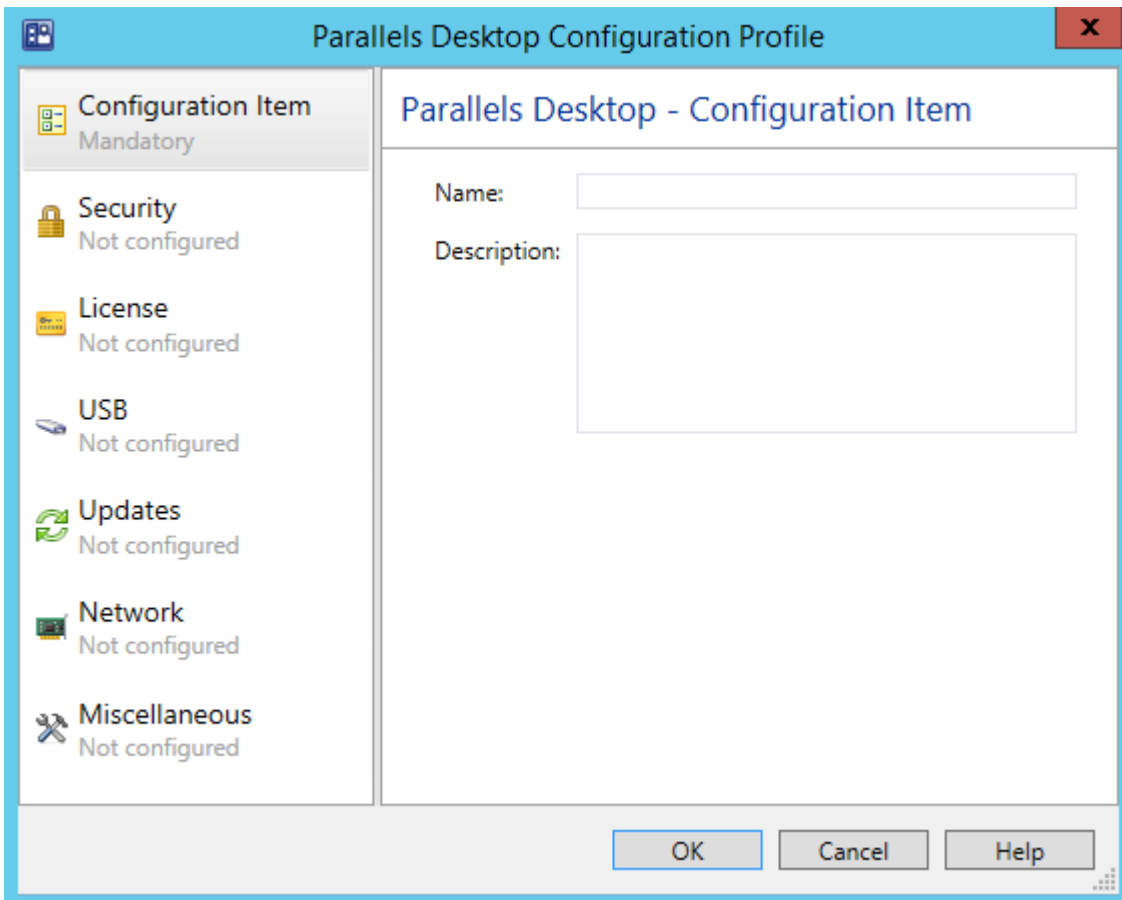 Parallels Desktop Configuration Profile
x
Configuration Item
Mandatory
Security
Not configured
License
Not configured
USB
Not configured
Updates
Not configured
Network
Not configured
Miscellaneous
Not configured
Parallels Desktop - Configuration Item
Name:
Description:
OK
Cancel
Help